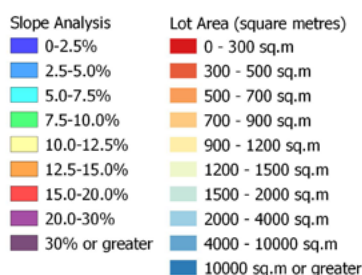 Slope Analysis
0-2.5%
2.5-5.0%
5.0-7.5%
7.5-10.0%
10.0-12.5%
12.5-15.0%
15.0-20.0%
20.0-30%
30% or greater
Lot Area (square metres)
0 - 300 sq.m
300 - 500 sq.m
500 - 700 sq.m
700 - 900 sq.m
900 - 1200 sq.m
1200 - 1500 sq.m
1500 - 2000 sq.m
2000 - 4000 sq.m
4000 - 10000 sq.m
10000 sq.m or greater